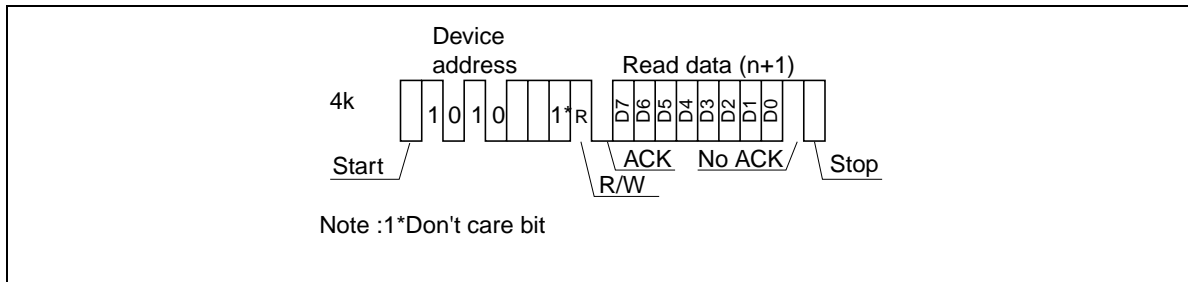 Device
address Read data (n+1)
4k 1 0 1 0 1* R D7 D6 D5 D4 D3 D2 D1 D0
Start ACK No ACK Stop
R/W
Note :1*Don't care bit